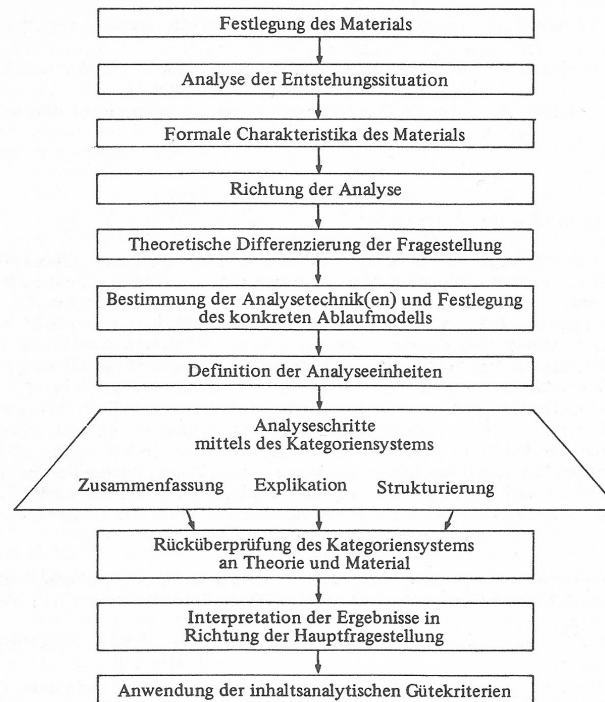 Festlegung des Materials
Analyse der Entstehungssituation
Formale Charakteristika des Materials
Richtung der Analyse
Theoretische Differenzierung der Fragestellung
Bestimmung der Analysetechnik(en) und Festlegung
des konkreten Ablaufmodells
Definition der Analyseeinheiten
Analyseschritte
mittels des Kategoriensystems
Zusammenfassung Explikation Strukturierung
Rücküberprüfung des Kategoriensystems
an Theorie und Material
Interpretation der Ergebnisse in
Richtung der Hauptfragestellung
Anwendung der inhaltsanalytischen Gütekriterien